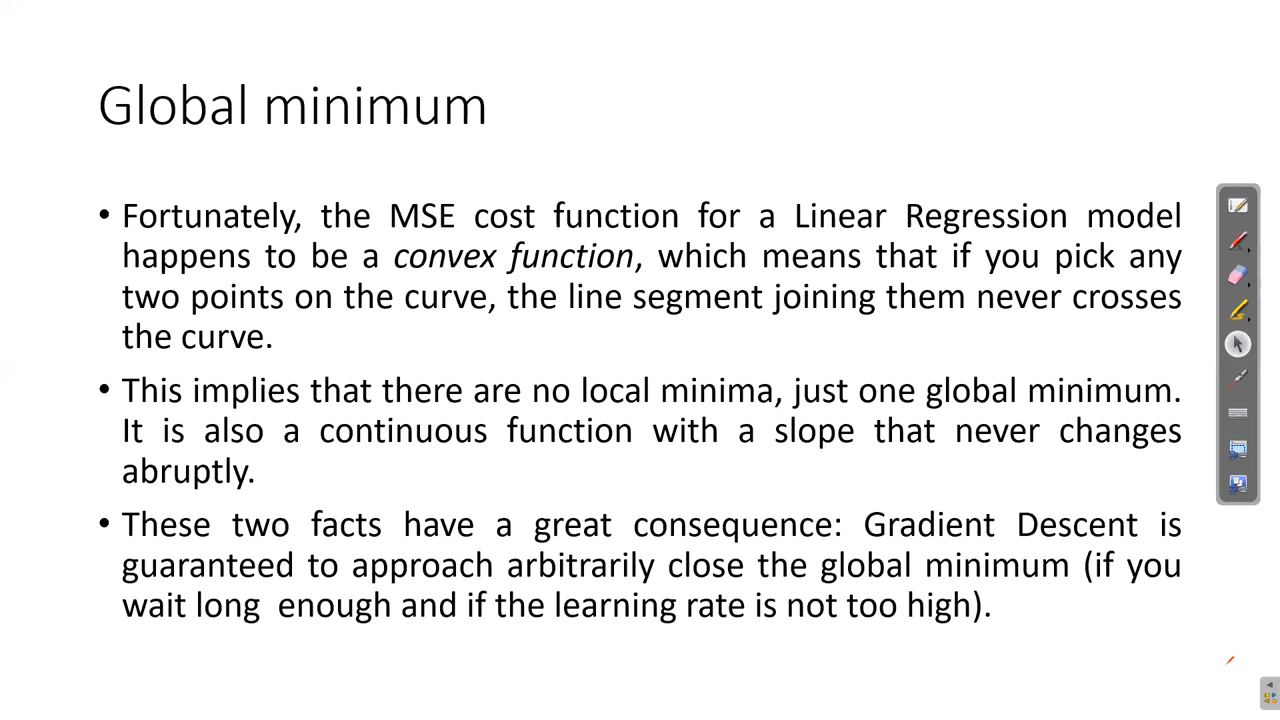 Global minimum
• Fortunately, the MSE cost function for a Linear Regression model
happens to be a convex function, which means that if you pick any
two points on the curve, the line segment joining them never crosses
the curve.
• This implies that there are no local minima, just one global minimum.
It is also a continuous function with a slope that never changes
abruptly.
• These two facts have a great consequence: Gradient Descent is
guaranteed to approach arbitrarily close the global minimum (if you
wait long  enough and if the learning rate is not too high).